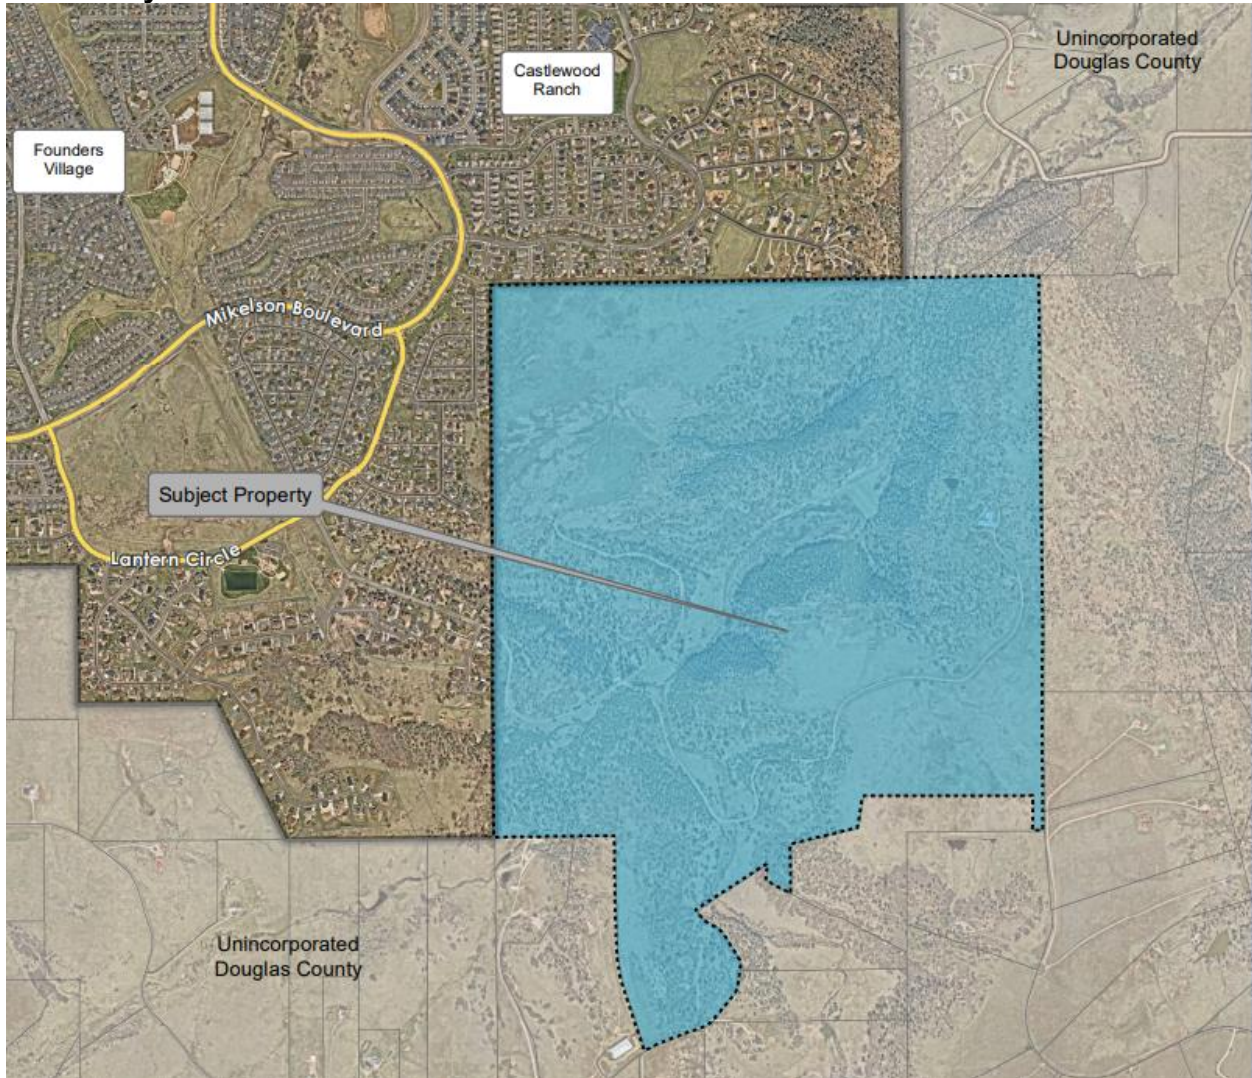 Unincorporated
Douglas County
Castlewood
Ranch
Founders
Village
Mikelson Boulevard
Subject Property
Lantern Circle
Unincorporated
Douglas County